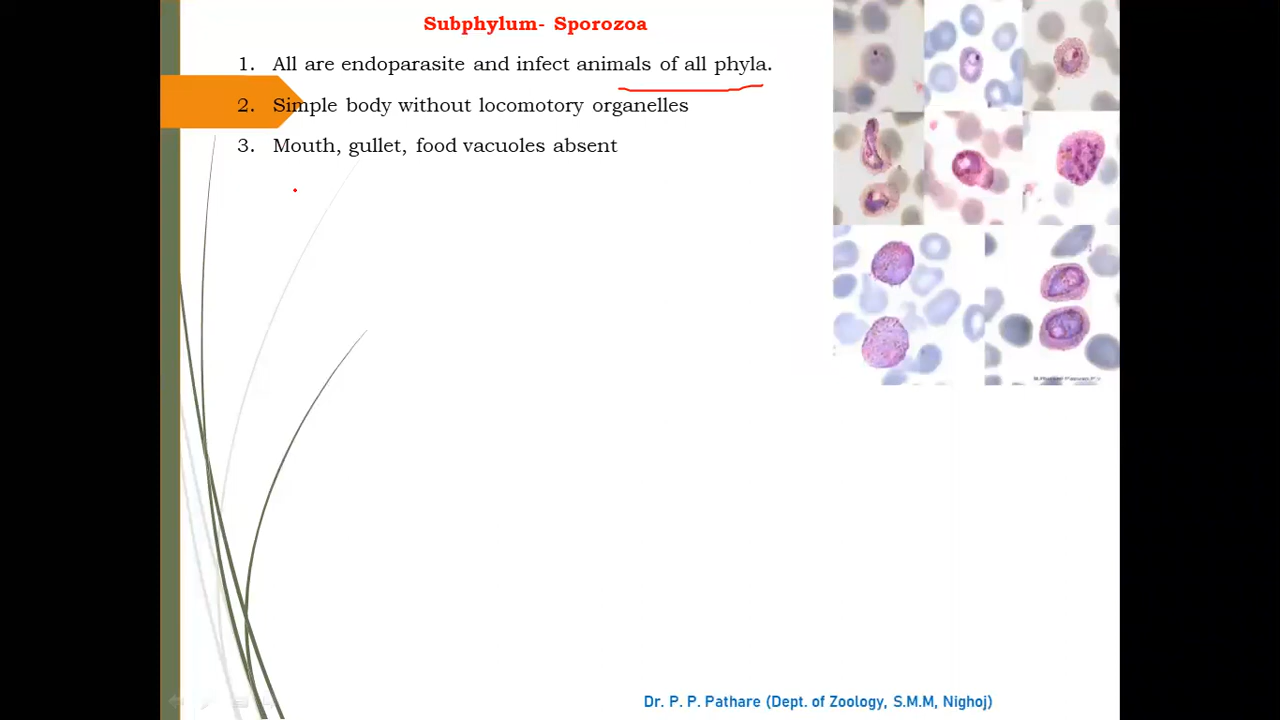 Subphylum- Sporozoa
1. All are endoparasite and infect animals of all phyla.
2. Simple body without locomotory organelles
3. Mouth, gullet, food vacuoles absent
Dr. P. P. Pathare (Dept. of Zoology, S.M.M, Nighoj)